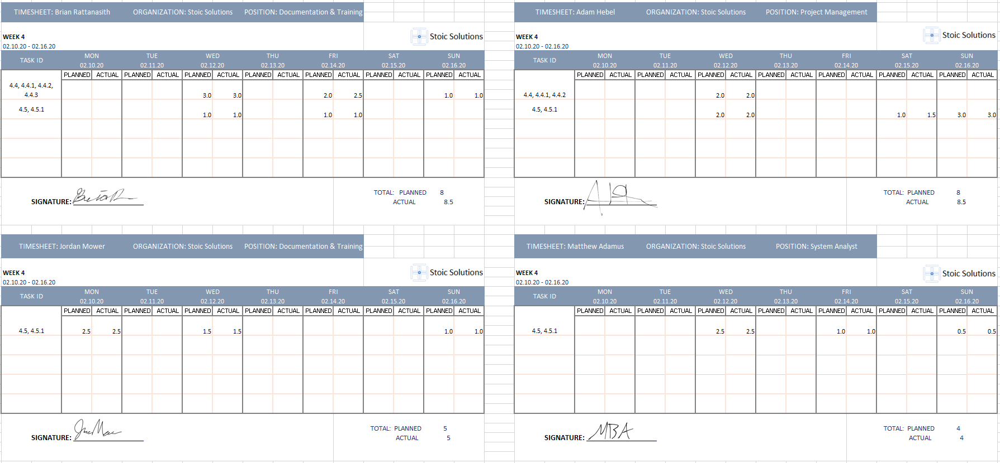 TIMESHEET: Brian Rattanasith ORGANIZATION: Stoic Solutions POSITION: Documentation & Training
WEEK 4
02.10.20 - 02.16.20
Stoic Solutions
TASK ID MON TUE WED THU FRI SAT SUN
02.10.20 02.11.20 02.12.20 02.13.20 02.14.20 02.15.20 02.16.20
PLANNED ACTUAL PLANNED ACTUAL PLANNED ACTUAL PLANNED ACTUAL PLANNED ACTUAL PLANNED ACTUAL PLANNED ACTUAL
4.4, 4.4.1, 4.4.2,
4.4.3 3.0 3.0 2.0 2.5 1.0 1.0
4.5, 4.5.1 1.0 1.0 1.0 1.0
SIGNATURE:
TOTAL: PLANNED 8
ACTUAL 8.5
TIMESHEET: Adam Hebel ORGANIZATION: Stoic Solutions POSITION: Project Management
WEEK 4
02.10.20 - 02.16.20
Stoic Solutions
TASK ID MON TUE WED THU FRI SAT SUN
02.10.20 02.11.20 02.12.20 02.13.20 02.14.20 02.15.20 02.16.20
PLANNED ACTUAL PLANNED ACTUAL PLANNED ACTUAL PLANNED ACTUAL PLANNED ACTUAL PLANNED ACTUAL PLANNED ACTUAL
4.4, 4.4.1, 4.4.2 2.0 2.0
4.5, 4.5.1 2.0 2.0 1.0 1.5 3.0 3.0
SIGNATURE:
TOTAL: PLANNED 8
ACTUAL 8.5
TIMESHEET: Jordan Mower ORGANIZATION: Stoic Solutions POSITION: Documentation & Training
WEEK 4
02.10.20 - 02.16.20
Stoic Solutions
TASK ID MON TUE WED THU FRI SAT SUN
02.10.20 02.11.20 02.12.20 02.13.20 02.14.20 02.15.20 02.16.20
PLANNED ACTUAL PLANNED ACTUAL PLANNED ACTUAL PLANNED ACTUAL PLANNED ACTUAL PLANNED ACTUAL PLANNED ACTUAL
4.5, 4.5.1 2.5 2.5 1.5 1.5 1.0 1.0
SIGNATURE:
TOTAL: PLANNED 5
ACTUAL 5
TIMESHEET: Matthew Adamus ORGANIZATION: Stoic Solutions POSITION: System Analyst
WEEK 4
02.10.20 - 02.16.20
Stoic Solutions
TASK ID MON TUE WED THU FRI SAT SUN
02.10.20 02.11.20 02.12.20 02.13.20 02.14.20 02.15.20 02.16.20
PLANNED ACTUAL PLANNED ACTUAL PLANNED ACTUAL PLANNED ACTUAL PLANNED ACTUAL PLANNED ACTUAL PLANNED ACTUAL
4.5, 4.5.1 2.5 2.5 1.0 1.0 0.5 0.5
SIGNATURE: MBA
TOTAL: PLANNED 4
ACTUAL 4